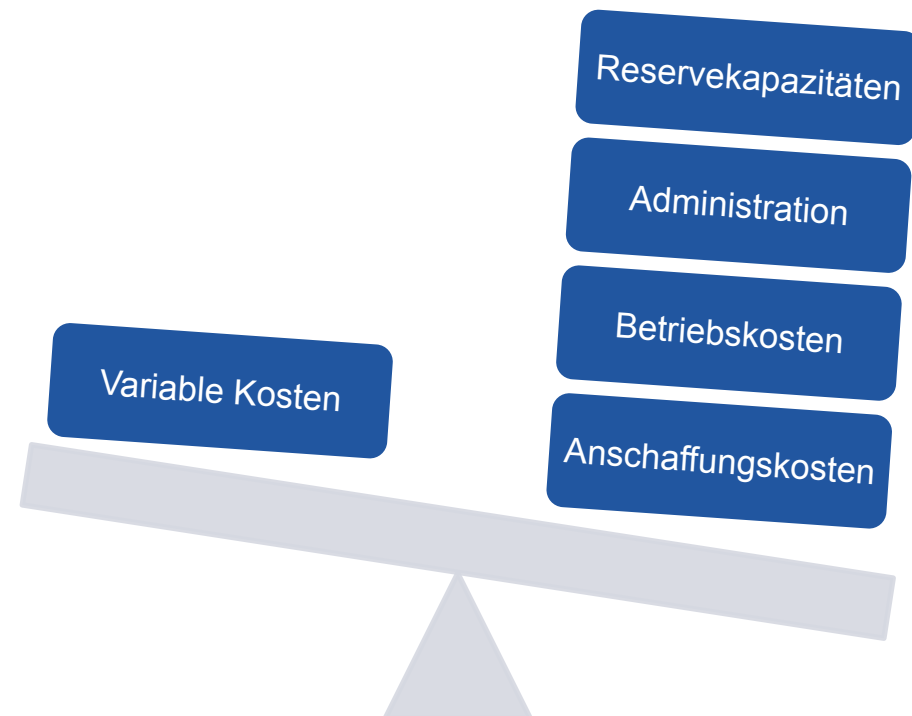 Reservekapazitäten
Administration
Betriebskosten
Variable Kosten
Anschaffungskosten